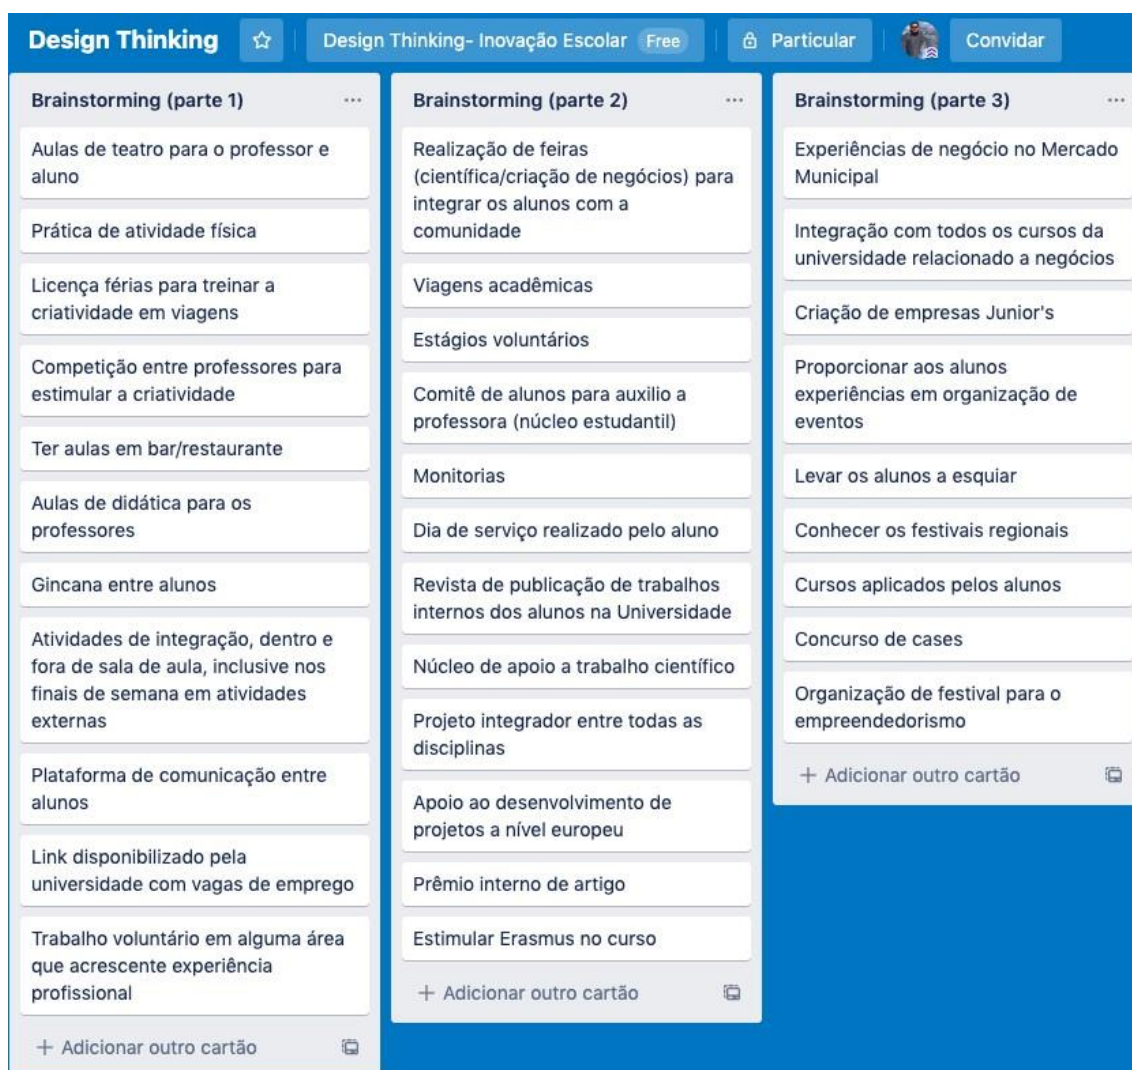 Design Thinking
Design Thinking- Inovação Escolar Free
Particular
Convidar
Brainstorming (parte 1)
Aulas de teatro para o professor e
aluno
Prática de atividade física
Licença férias para treinar a
criatividade em viagens
Competição entre professores para
estimular a criatividade
Ter aulas em bar/restaurante
Aulas de didática para os
professores
Gincana entre alunos
Atividades de integração, dentro e
fora de sala de aula, inclusive nos
finais de semana em atividades
externas
Plataforma de comunicação entre
alunos
Link disponibilizado pela
universidade com vagas de emprego
Trabalho voluntário em alguma área
que acrescente experiência
profissional
+ Adicionar outro cartão
Brainstorming (parte 2)
Realização de feiras
(científica/criação de negócios) para
integrar os alunos com a
comunidade
Viagens acadêmicas
Estágios voluntários
Comitê de alunos para auxilio a
professora (núcleo estudantil)
Monitorias
Dia de serviço realizado pelo aluno
Revista de publicação de trabalhos
internos dos alunos na Universidade
Núcleo de apoio a trabalho científico
Projeto integrador entre todas as
disciplinas
Apoio ao desenvolvimento de
projetos a nível europeu
Prêmio interno de artigo
Estimular Erasmus no curso
+ Adicionar outro cartão
Brainstorming (parte 3)
Experiências de negócio no Mercado
Municipal
Integração com todos os cursos da
universidade relacionado a negócios
Criação de empresas Junior's
Proporcionar aos alunos
experiências em organização de
eventos
Levar os alunos a esquiar
Conhecer os festivais regionais
Cursos aplicados pelos alunos
Concurso de cases
Organização de festival para o
empreendedorismo
+ Adicionar outro cartão